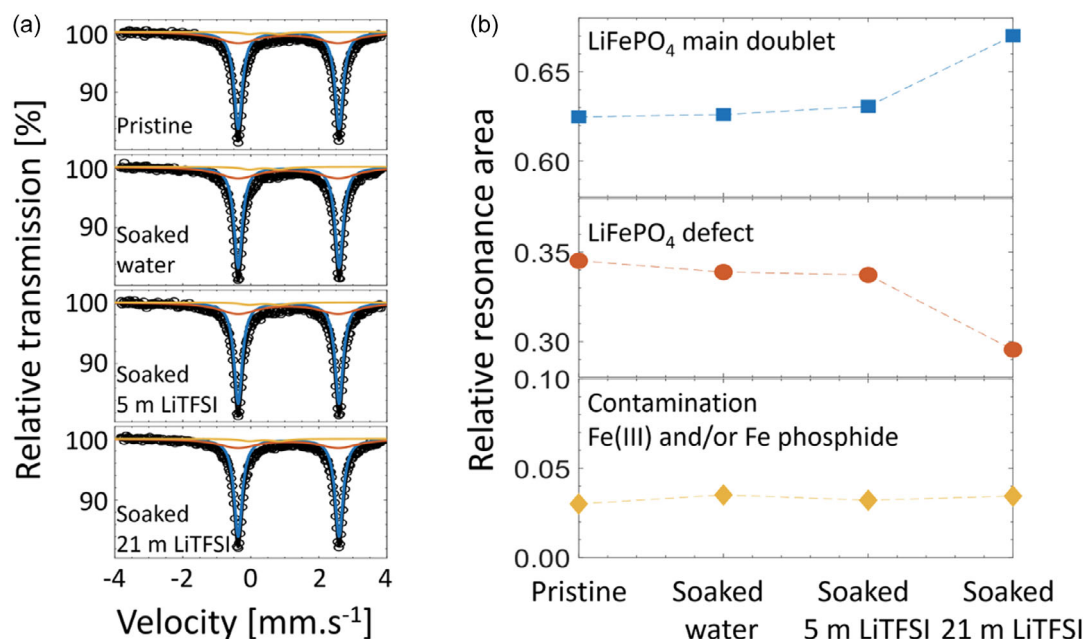 (a)
Relative transmission [%]
100
90
Pristine
100
90
Soaked
water
100
90
Soaked
5 m LiTFSI
100
90
Soaked
21 m LiTFSI
-4 -2 0 2 4
Velocity [mm.s⁻¹]
(b)
Relative resonance area
LiFePO₄ main doublet
0.65
0.60
LiFePO₄ defect
0.35
0.30
0.10
Contamination
Fe(III) and/or Fe phosphide
0.05
0.00
Pristine Soaked Soaked Soaked
water 5 m LiTFSI 21 m LiTFSI